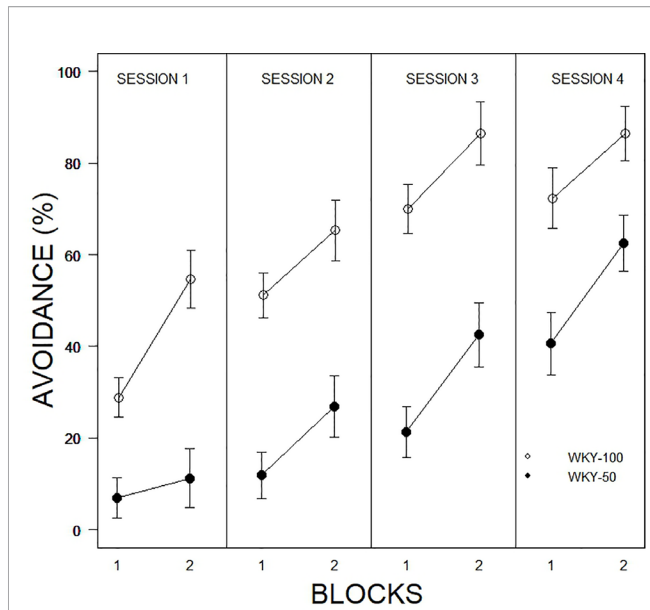 SESSION 1 SESSION 2 SESSION 3 SESSION 4
100
80
60
40
20
0
AVOIDANCE (%)
WKY-100
WKY-50
1 2 1 2 1 2 1 2
BLOCKS